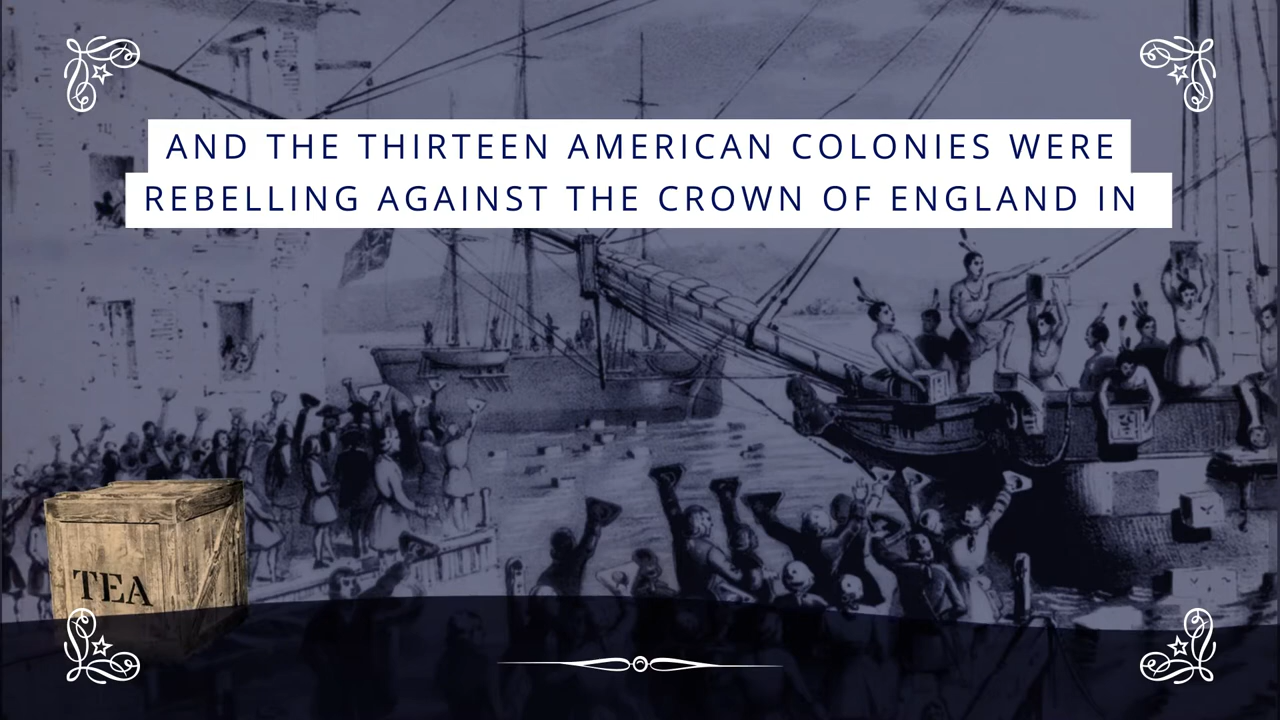 AND THE THIRTEEN AMERICAN COLONIES WERE
REBELLING AGAINST THE CROWN OF ENGLAND IN
TEA